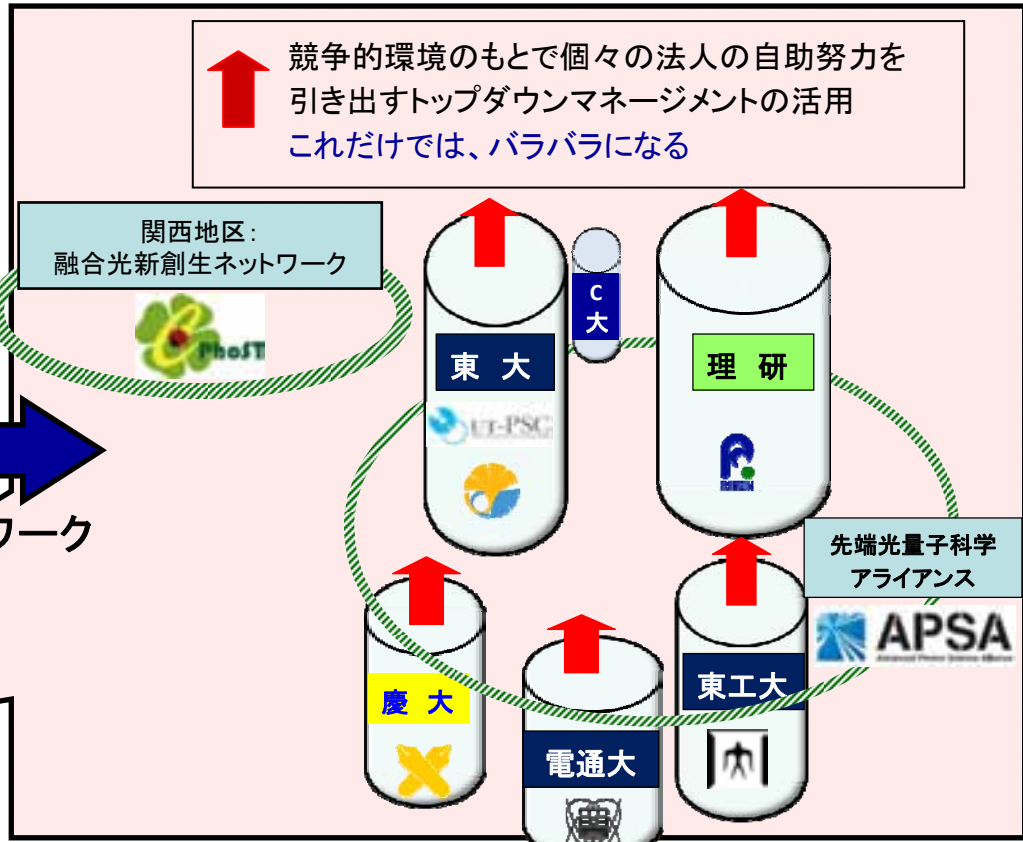 競争的環境のもとで個々の法人の自助努力を
引き出すトップダウンマネージメントの活用
これだけでは、バラバラになる
関西地区:
融合光新創生ネットワーク
PhoST
C
大
東 大
理 研
UT-PSC
RIKEN
ワーク
先端光量子科学
アライアンス
APSA
Advanced Photon Science Alliance
東工大
慶 大
電通大